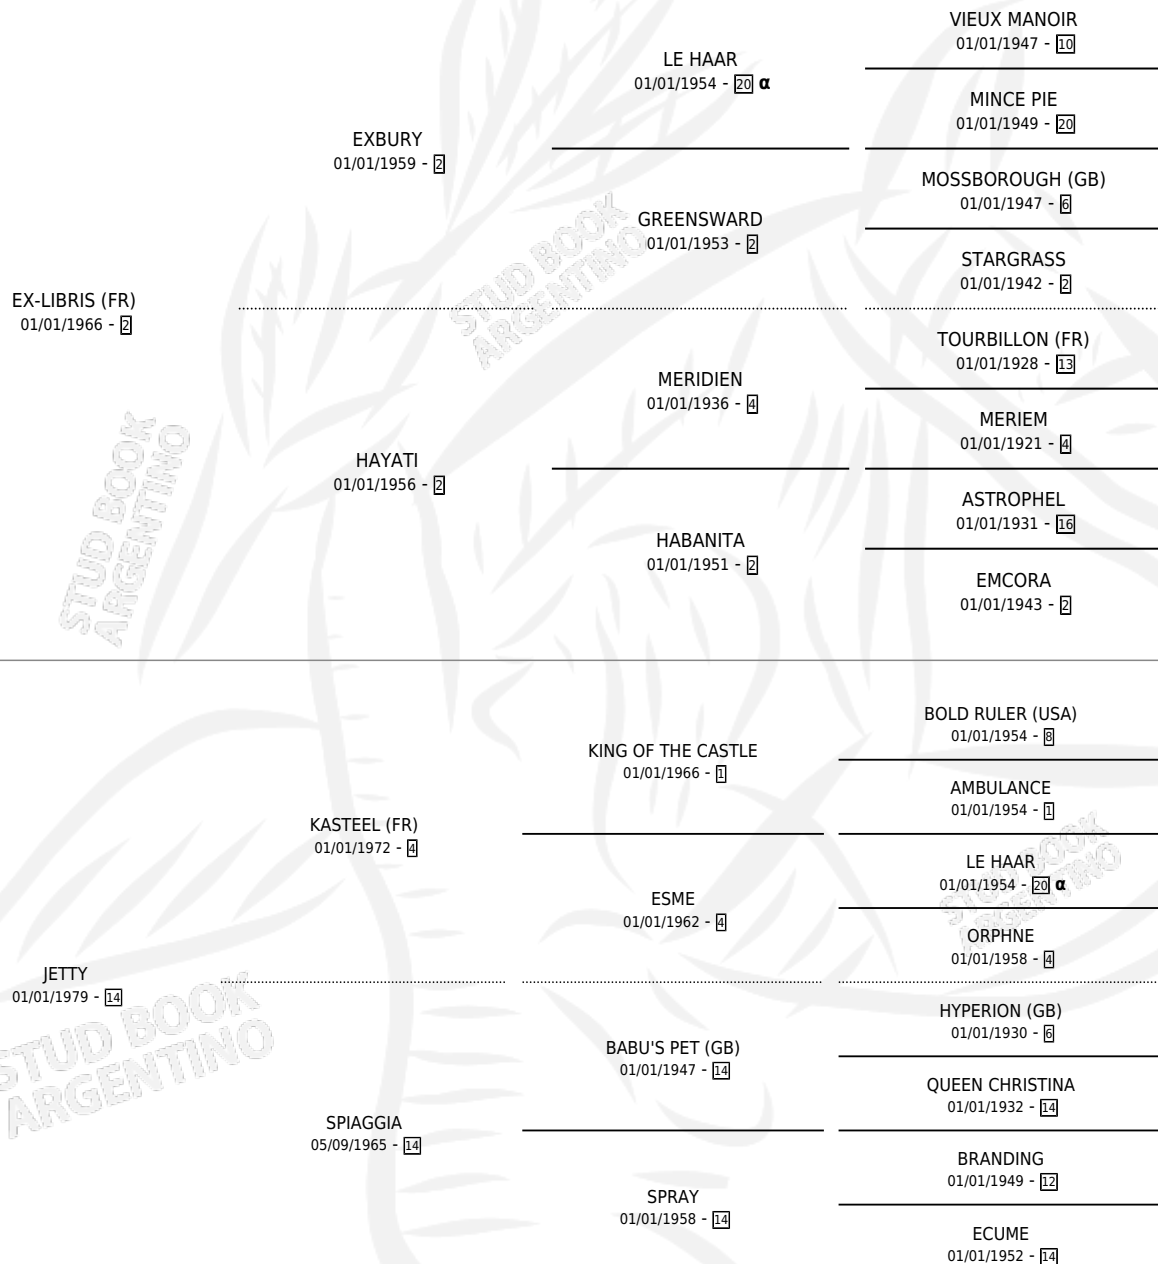 VIEUX MANOIR
01/01/1947 - 10
LE HAAR
01/01/1954 - 20 α
MINCE PIE
01/01/1949 - 20
EXBURY
01/01/1959 - 2
MOSSBOROUGH (GB)
01/01/1947 - 6
GREENSWARD
01/01/1953 - 2
STARGRASS
01/01/1942 - 2
EX-LIBRIS (FR)
01/01/1966 - 2
TOURBILLON (FR)
01/01/1928 - 13
MERIDIEN
01/01/1936 - 4
MERIEM
01/01/1921 - 4
HAYATI
01/01/1956 - 2
ASTROPHEL
01/01/1931 - 16
HABANITA
01/01/1951 - 2
EMCORA
01/01/1943 - 2
BOLD RULER (USA)
01/01/1954 - 8
KING OF THE CASTLE
01/01/1966 - 1
AMBULANCE
01/01/1954 - 1
KASTEEL (FR)
01/01/1972 - 4
LE HAAR
01/01/1954 - 20 α
ESME
01/01/1962 - 4
ORPHNE
01/01/1958 - 4
JETTY
01/01/1979 - 14
HYPERION (GB)
01/01/1930 - 6
BABU'S PET (GB)
01/01/1947 - 14
QUEEN CHRISTINA
01/01/1932 - 14
SPIAGGIA
05/09/1965 - 14
BRANDING
01/01/1949 - 12
SPRAY
01/01/1958 - 14
ECUME
01/01/1952 - 14
STUD BOOK
ARGENTINO
STUD BOOK
ARGENTINO
STUD BOOK
ARGENTINO
STUD BOOK
ARGENTINO